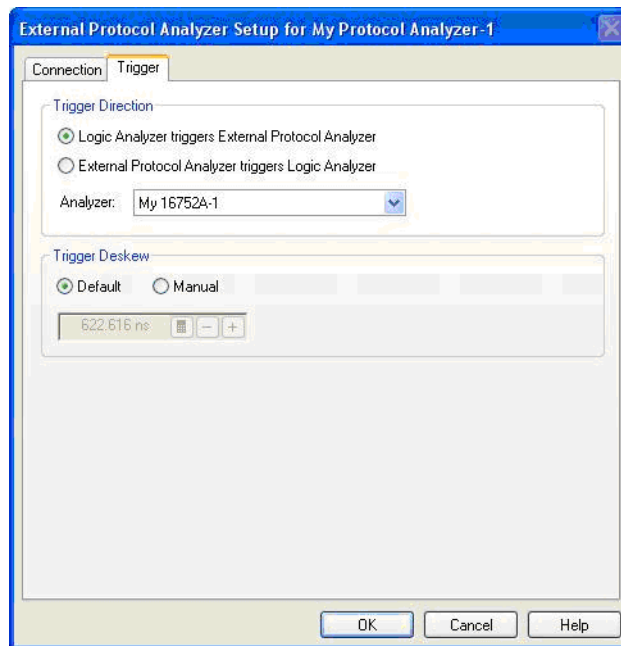 External Protocol Analyzer Setup for My Protocol Analyzer-1
Connection Trigger
Trigger Direction
Logic Analyzer triggers External Protocol Analyzer
External Protocol Analyzer triggers Logic Analyzer
Analyzer: My 16752A-1
Trigger Deskew
Default Manual
622.616 ns − +
OK Cancel Help